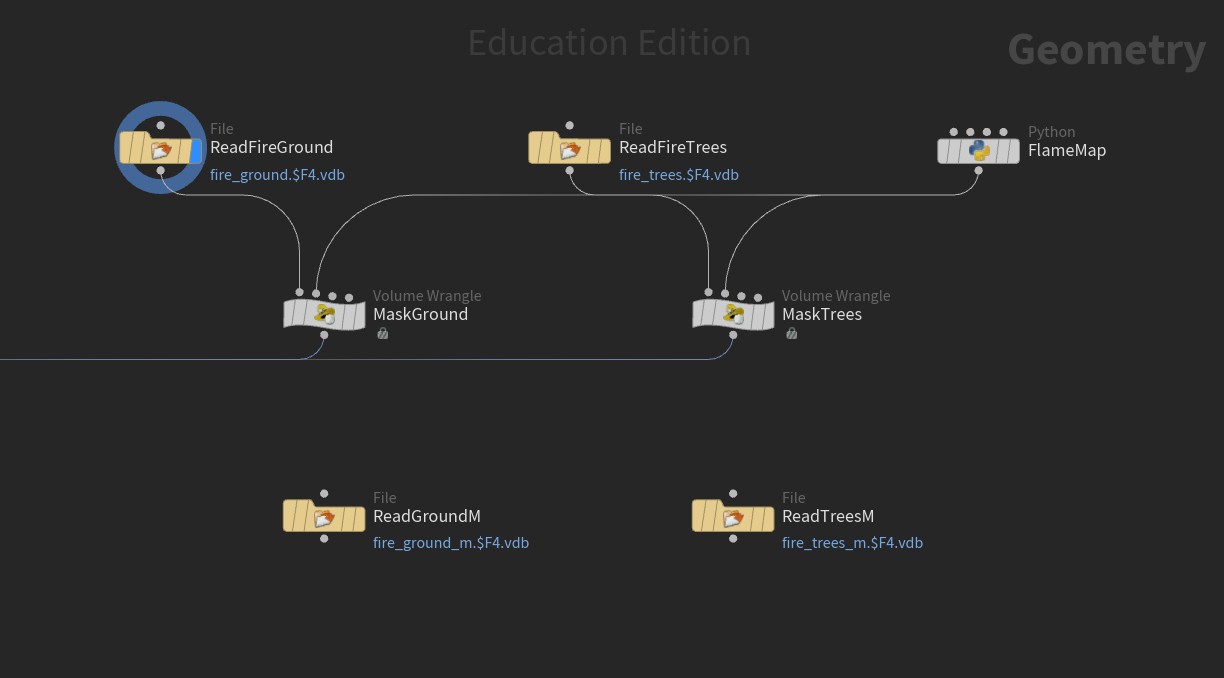 Education Edition
Geometry
File
ReadFireGround
fire_ground.$F4.vdb
File
ReadFireTrees
fire_trees.$F4.vdb
Python
FlameMap
Volume Wrangle
MaskGround
Volume Wrangle
MaskTrees
File
ReadGroundM
fire_ground_m.$F4.vdb
File
ReadTreesM
fire_trees_m.$F4.vdb